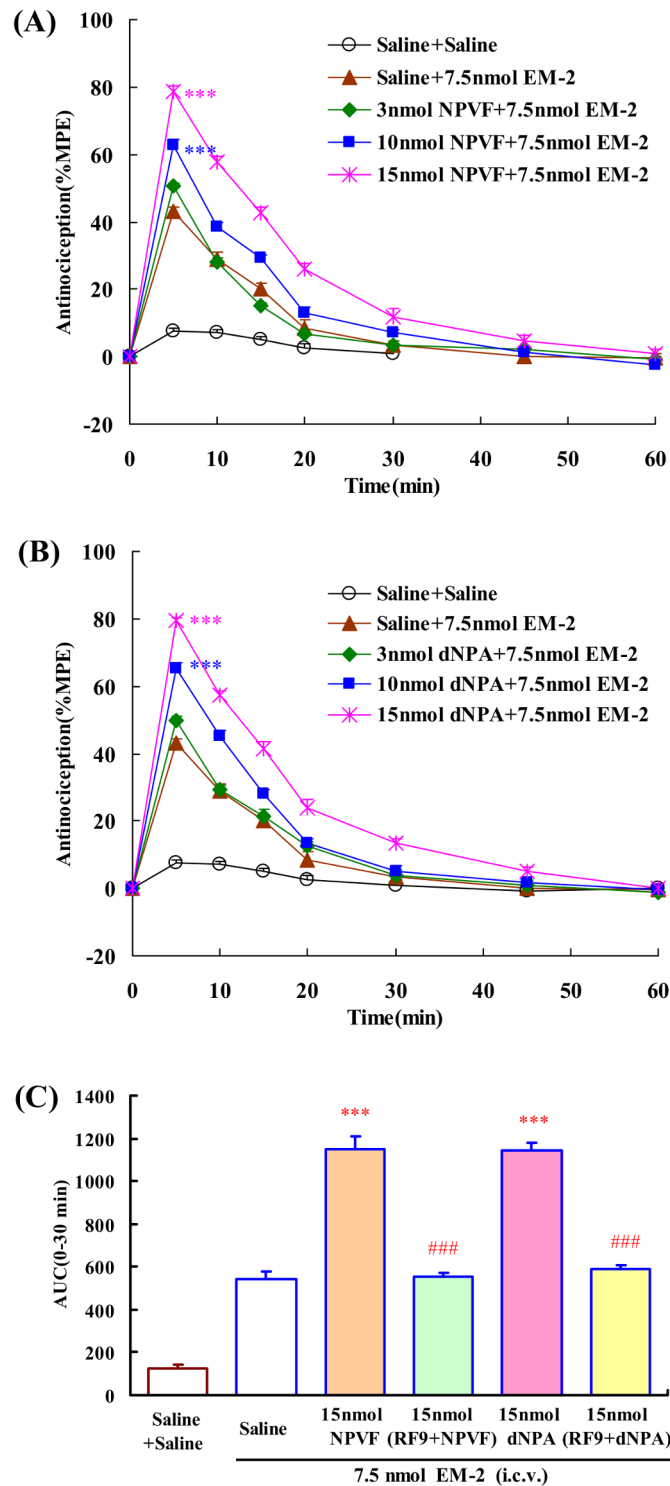 (A)
100
80
60
40
20
0
-20
Antinociception(%MPE)
Saline+Saline
Saline+7.5nmol EM-2
3nmol NPVF+7.5nmol EM-2
10nmol NPVF+7.5nmol EM-2
15nmol NPVF+7.5nmol EM-2
***
***
0 10 20 30 40 50 60
Time(min)
(B)
100
80
60
40
20
0
-20
Antinociception(%MPE)
Saline+Saline
Saline+7.5nmol EM-2
3nmol dNPA+7.5nmol EM-2
10nmol dNPA+7.5nmol EM-2
15nmol dNPA+7.5nmol EM-2
***
***
0 10 20 30 40 50 60
Time(min)
(C)
1400
1200
1000
800
600
400
200
0
AUC(0-30 min)
*** ***
### ###
Saline
+Saline
Saline
15nmol
NPVF
15nmol
(RF9+NPVF)
15nmol
dNPA
15nmol
(RF9+dNPA)
7.5 nmol EM-2 (i.c.v.)